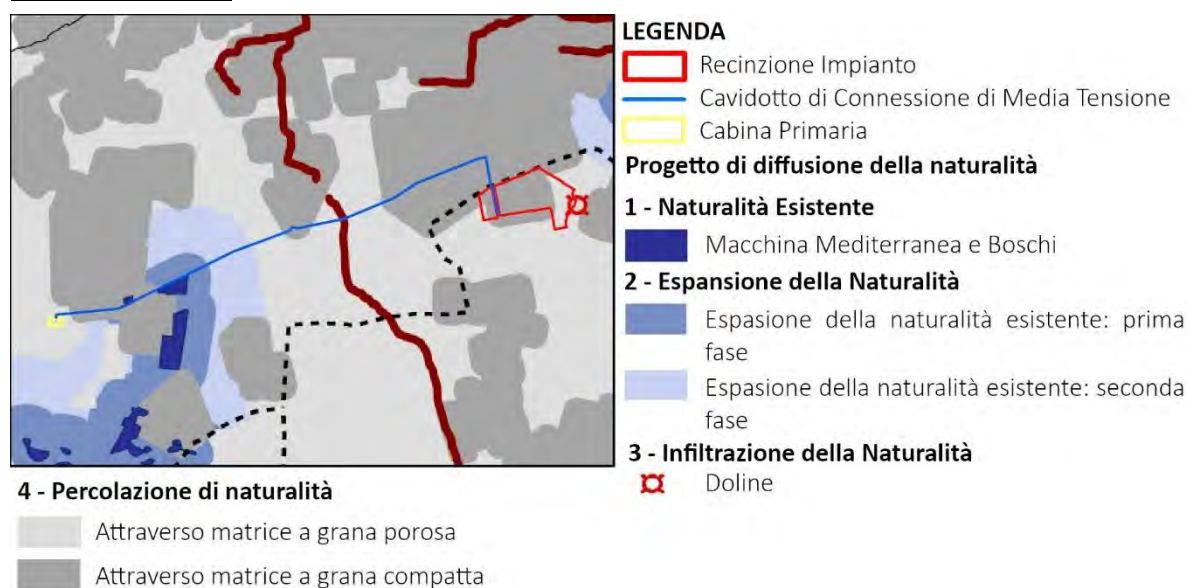 LEGENDA
Recinzione Impianto
Cavidotto di Connessione di Media Tensione
Cabina Primaria
Progetto di diffusione della naturalità
1 - Naturalità Esistente
Macchina Mediterranea e Boschi
2 - Espansione della Naturalità
Espasione della naturalità esistente: prima
fase
Espasione della naturalità esistente: seconda
fase
3 - Infiltrazione della Naturalità
Doline
4 - Percolazione di naturalità
Attraverso matrice a grana porosa
Attraverso matrice a grana compatta